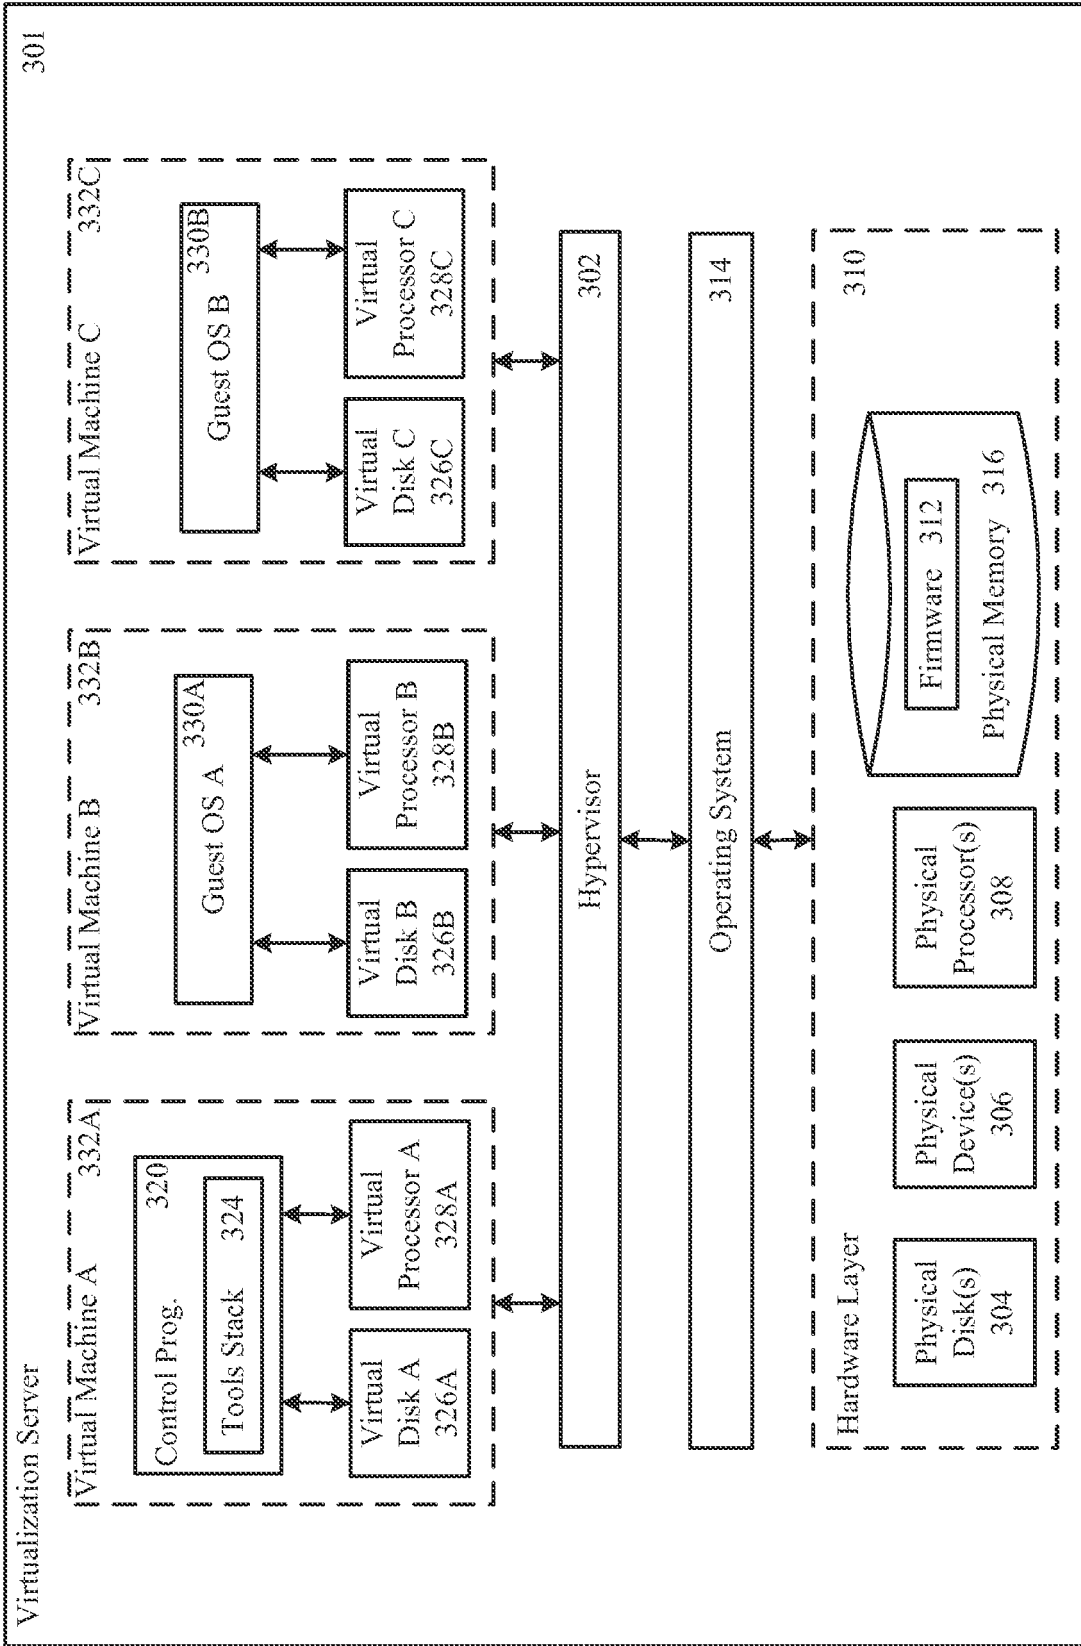 Virtualization Server
301
Virtual Machine A
332A
Control Prog.
320
Tools Stack
324
Virtual
Disk A
326A
Virtual
Processor A
328A
Virtual Machine B
332B
Guest OS A
330A
Virtual
Disk B
326B
Virtual
Processor B
328B
Virtual Machine C
332C
Guest OS B
330B
Virtual
Disk C
326C
Virtual
Processor C
328C
Hypervisor
302
Operating System
314
Hardware Layer
310
Physical
Disk(s)
304
Physical
Device(s)
306
Physical
Processor(s)
308
Firmware 312
Physical Memory 316